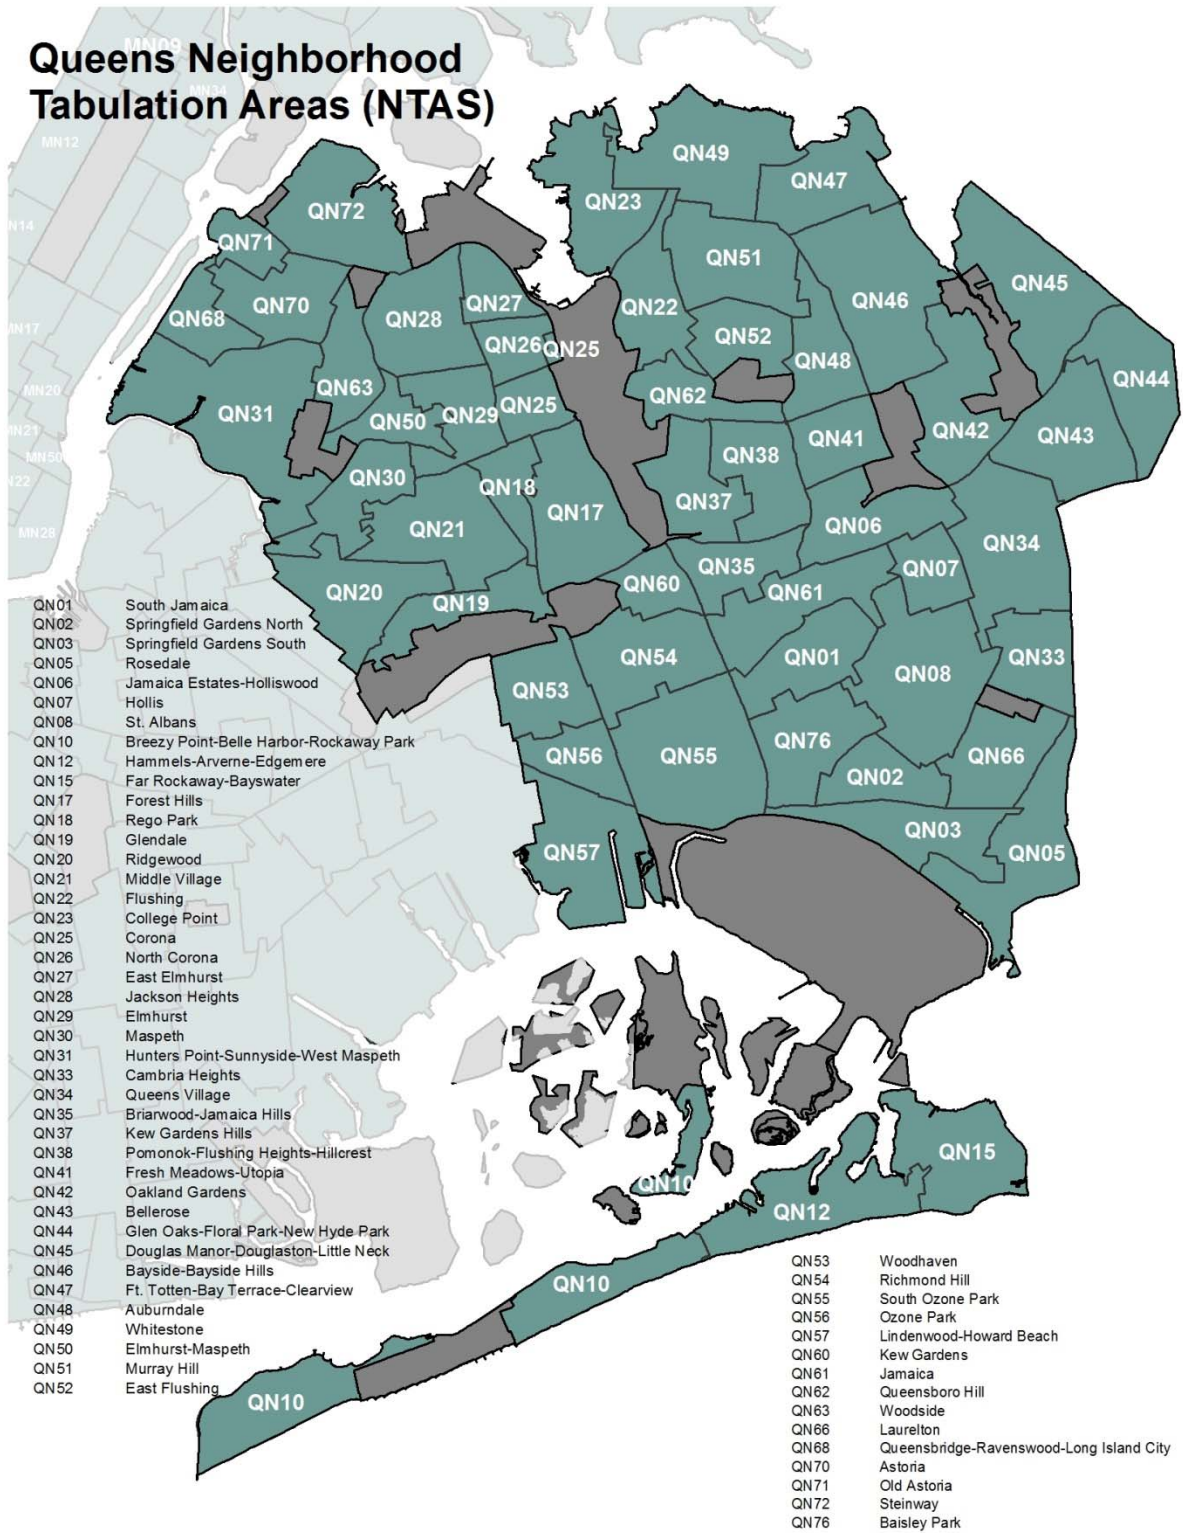 Queens Neighborhood
Tabulation Areas (NTAS)
MN09
MN34
MN12
N14
MN17
MN20
MN21
MN50
N22
MN28
QN49
QN47
QN23
QN72
QN71
QN51
QN45
QN70
QN27
QN22
QN46
QN68
QN28
QN26
QN25
QN52
QN48
QN44
QN63
QN62
QN31
QN50
QN29
QN25
QN41
QN42
QN43
QN30
QN18
QN38
QN37
QN21
QN17
QN06
QN34
QN35
QN07
QN20
QN60
QN61
QN19
QN54
QN01
QN33
QN53
QN08
QN56
QN55
QN76
QN66
QN02
QN57
QN03
QN05
QN10
QN15
QN12
QN10
QN10
QN01 South Jamaica
QN02 Springfield Gardens North
QN03 Springfield Gardens South
QN05 Rosedale
QN06 Jamaica Estates-Holliswood
QN07 Hollis
QN08 St. Albans
QN10 Breezy Point-Belle Harbor-Rockaway Park
QN12 Hammels-Arverne-Edgemere
QN15 Far Rockaway-Bayswater
QN17 Forest Hills
QN18 Rego Park
QN19 Glendale
QN20 Ridgewood
QN21 Middle Village
QN22 Flushing
QN23 College Point
QN25 Corona
QN26 North Corona
QN27 East Elmhurst
QN28 Jackson Heights
QN29 Elmhurst
QN30 Maspeth
QN31 Hunters Point-Sunnyside-West Maspeth
QN33 Cambria Heights
QN34 Queens Village
QN35 Briarwood-Jamaica Hills
QN37 Kew Gardens Hills
QN38 Pomonok-Flushing Heights-Hillcrest
QN41 Fresh Meadows-Utopia
QN42 Oakland Gardens
QN43 Bellerose
QN44 Glen Oaks-Floral Park-New Hyde Park
QN45 Douglas Manor-Douglaston-Little Neck
QN46 Bayside-Bayside Hills
QN47 Ft. Totten-Bay Terrace-Clearview
QN48 Auburndale
QN49 Whitestone
QN50 Elmhurst-Maspeth
QN51 Murray Hill
QN52 East Flushing
QN53 Woodhaven
QN54 Richmond Hill
QN55 South Ozone Park
QN56 Ozone Park
QN57 Lindenwood-Howard Beach
QN60 Kew Gardens
QN61 Jamaica
QN62 Queensboro Hill
QN63 Woodside
QN66 Laurelton
QN68 Queensbridge-Ravenswood-Long Island City
QN70 Astoria
QN71 Old Astoria
QN72 Steinway
QN76 Baisley Park